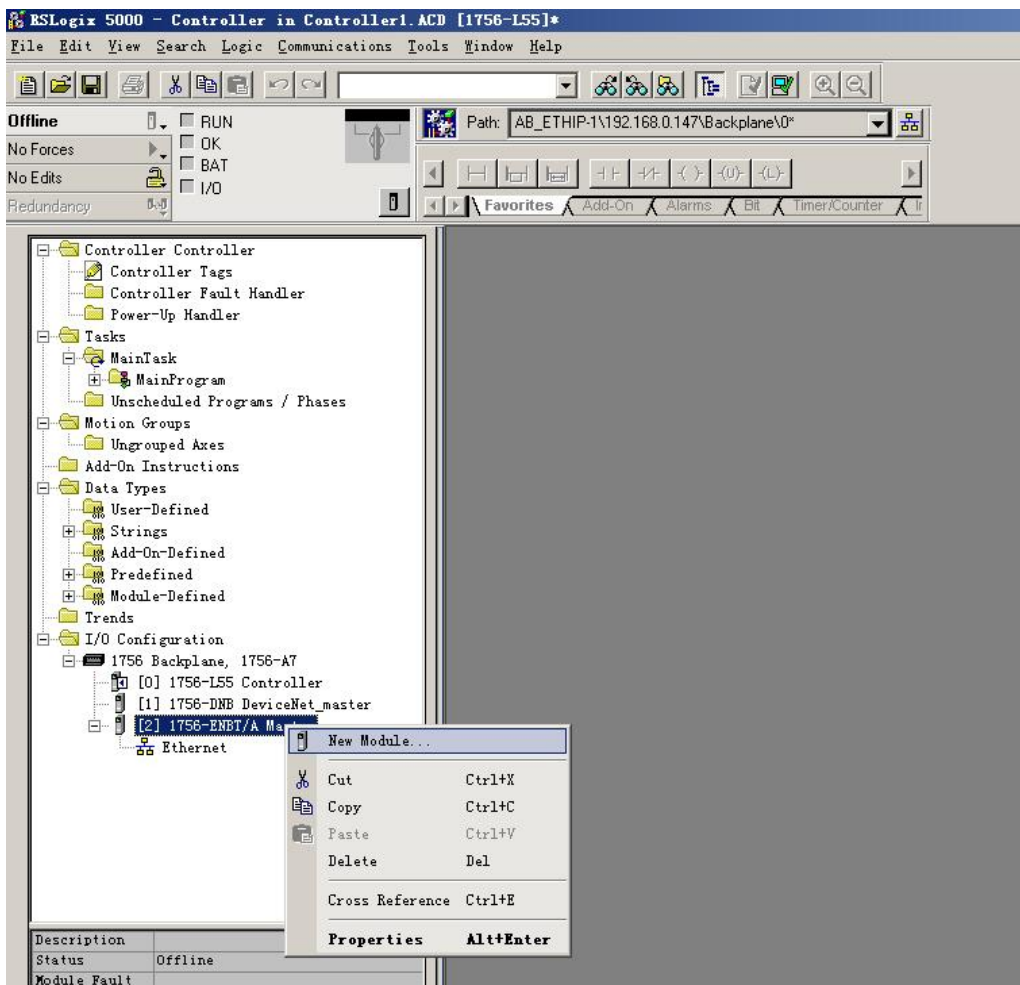 RSLogix 5000 - Controller in Controller1.ACD [1756-L55]*
File Edit View Search Logic Communications Tools Window Help
Offline
RUN
Path: AB_ETHIP-1\192.168.0.147\Backplane\0*
No Forces
OK
BAT
No Edits
I/O
Redundancy
Favorites Add-On Alarms Bit Timer/Counter
Controller Controller
Controller Tags
Controller Fault Handler
Power-Up Handler
Tasks
MainTask
MainProgram
Unscheduled Programs / Phases
Motion Groups
Ungrouped Axes
Add-On Instructions
Data Types
User-Defined
Strings
Add-On-Defined
Predefined
Module-Defined
Trends
I/O Configuration
1756 Backplane, 1756-A7
[0] 1756-L55 Controller
[1] 1756-DNB DeviceNet_master
[2] 1756-ENBT/A
Ethernet
New Module...
Cut Ctrl+X
Copy Ctrl+C
Paste Ctrl+V
Delete Del
Cross Reference Ctrl+E
Properties Alt+Enter
Description
Status Offline
Module Fault